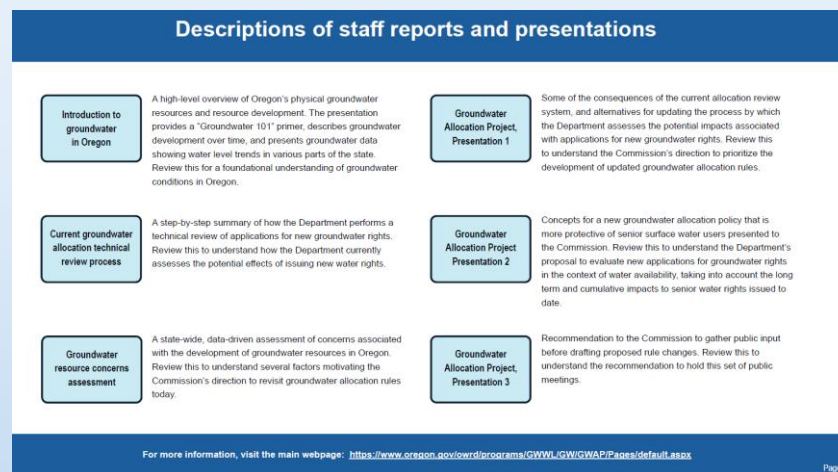 Descriptions of staff reports and presentations
Introduction to
groundwater
in Oregon
A high-level overview of Oregon's physical groundwater
resources and resource development. The presentation
provides a "Groundwater 101" primer, describes groundwater
development over time, and presents groundwater data
showing water level trends in various parts of the state.
Review this for a foundational understanding of groundwater
conditions in Oregon.
Current groundwater
allocation technical
review process
A step-by-step summary of how the Department performs a
technical review of applications for new groundwater rights.
Review this to understand how the Department currently
assesses the potential effects of issuing new water rights.
Groundwater
resource concerns
assessment
A state-wide, data-driven assessment of concerns associated
with the development of groundwater resources in Oregon.
Review this to understand several factors motivating the
Commission's direction to revisit groundwater allocation rules
today.
Groundwater
Allocation Project,
Presentation 1
Some of the consequences of the current allocation review
system, and alternatives for updating the process by which
the Department assesses the potential impacts associated
with applications for new groundwater rights. Review this
to understand the Commission's direction to prioritize the
development of updated groundwater allocation rules.
Groundwater
Allocation Project
Presentation 2
Concepts for a new groundwater allocation policy that is
more protective of senior surface water users presented to
the Commission. Review this to understand the Department's
proposal to evaluate new applications for groundwater rights
in the context of water availability, taking into account the long
term and cumulative impacts to senior water rights issued to
date.
Groundwater
Allocation Project,
Presentation 3
Recommendation to the Commission to gather public input
before drafting proposed rule changes. Review this to
understand the recommendation to hold this set of public
meetings.
For more information, visit the main webpage: https://www.oregon.gov/owrd/programs/GWWL/GW/GWAP/Pages/default.aspx